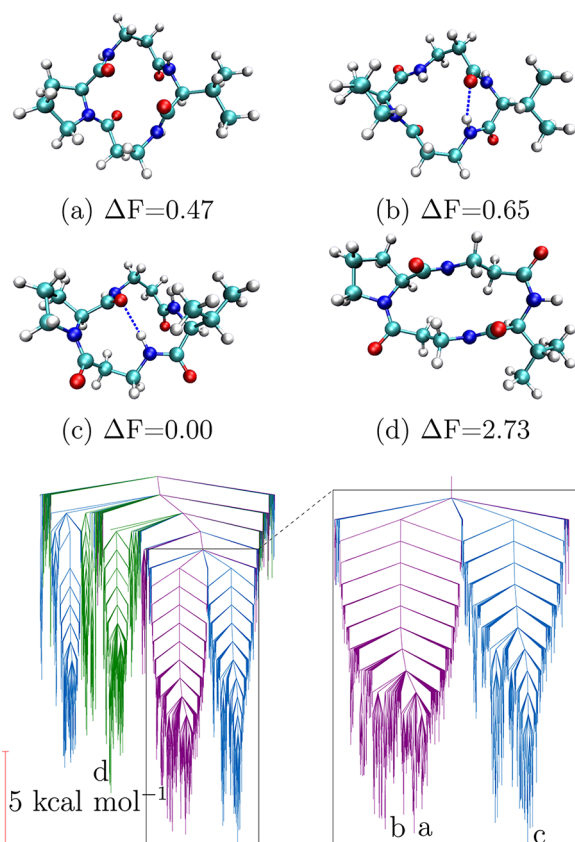 (a) ΔF=0.47
(b) ΔF=0.65
(c) ΔF=0.00
(d) ΔF=2.73
d
5 kcal mol⁻¹
b a
c